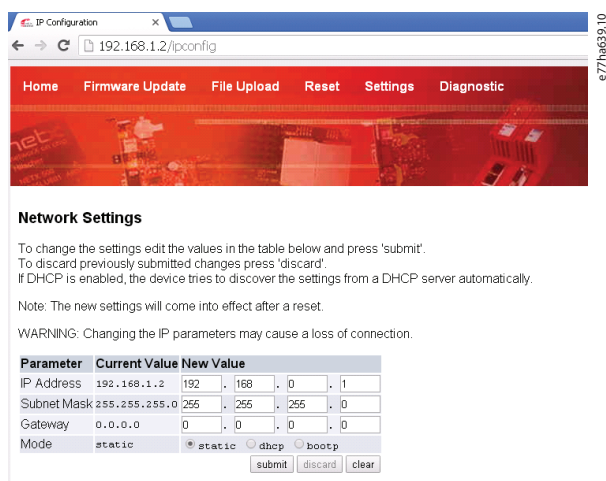 IP Configuration
192.168.1.2/ipconfig
e77ha639.10
Home Firmware Update File Upload Reset Settings Diagnostic
Network Settings
To change the settings edit the values in the table below and press 'submit'.
To discard previously submitted changes press 'discard'.
If DHCP is enabled, the device tries to discover the settings from a DHCP server automatically.
Note: The new settings will come into effect after a reset.
WARNING: Changing the IP parameters may cause a loss of connection.
Parameter Current Value New Value
IP Address 192.168.1.2 192 . 168 . 0 . 1
Subnet Mask 255.255.255.0 255 . 255 . 255 . 0
Gateway 0.0.0.0 0 . 0 . 0 . 0
Mode static static dhcp bootp
submit discard clear